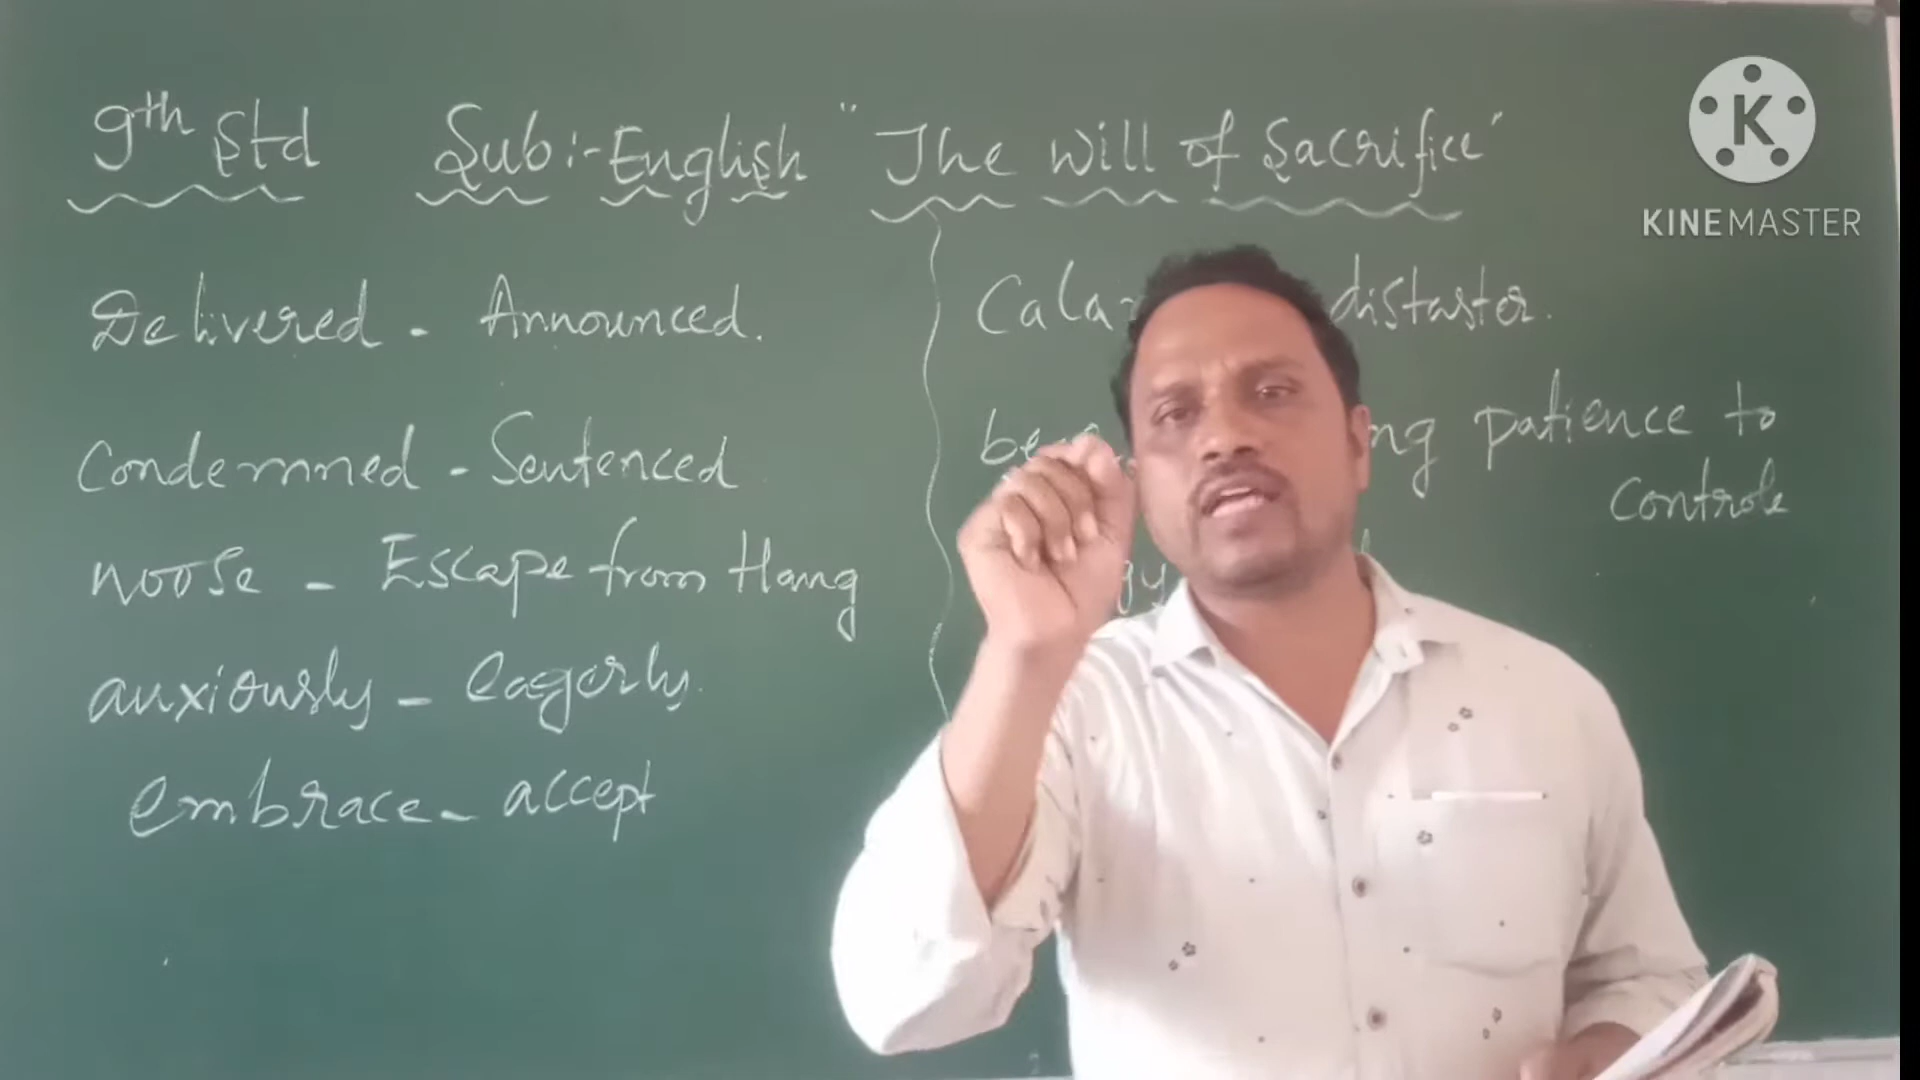 9th Std Sub:- English "The Will of Sacrifice"
Delivered - Announced.
Condemned - Sentenced
noose - Escape from Hang
anxiously - eagerly.
embrace - accept
Cala distastor.
patience to
controle
K
KINEMASTER